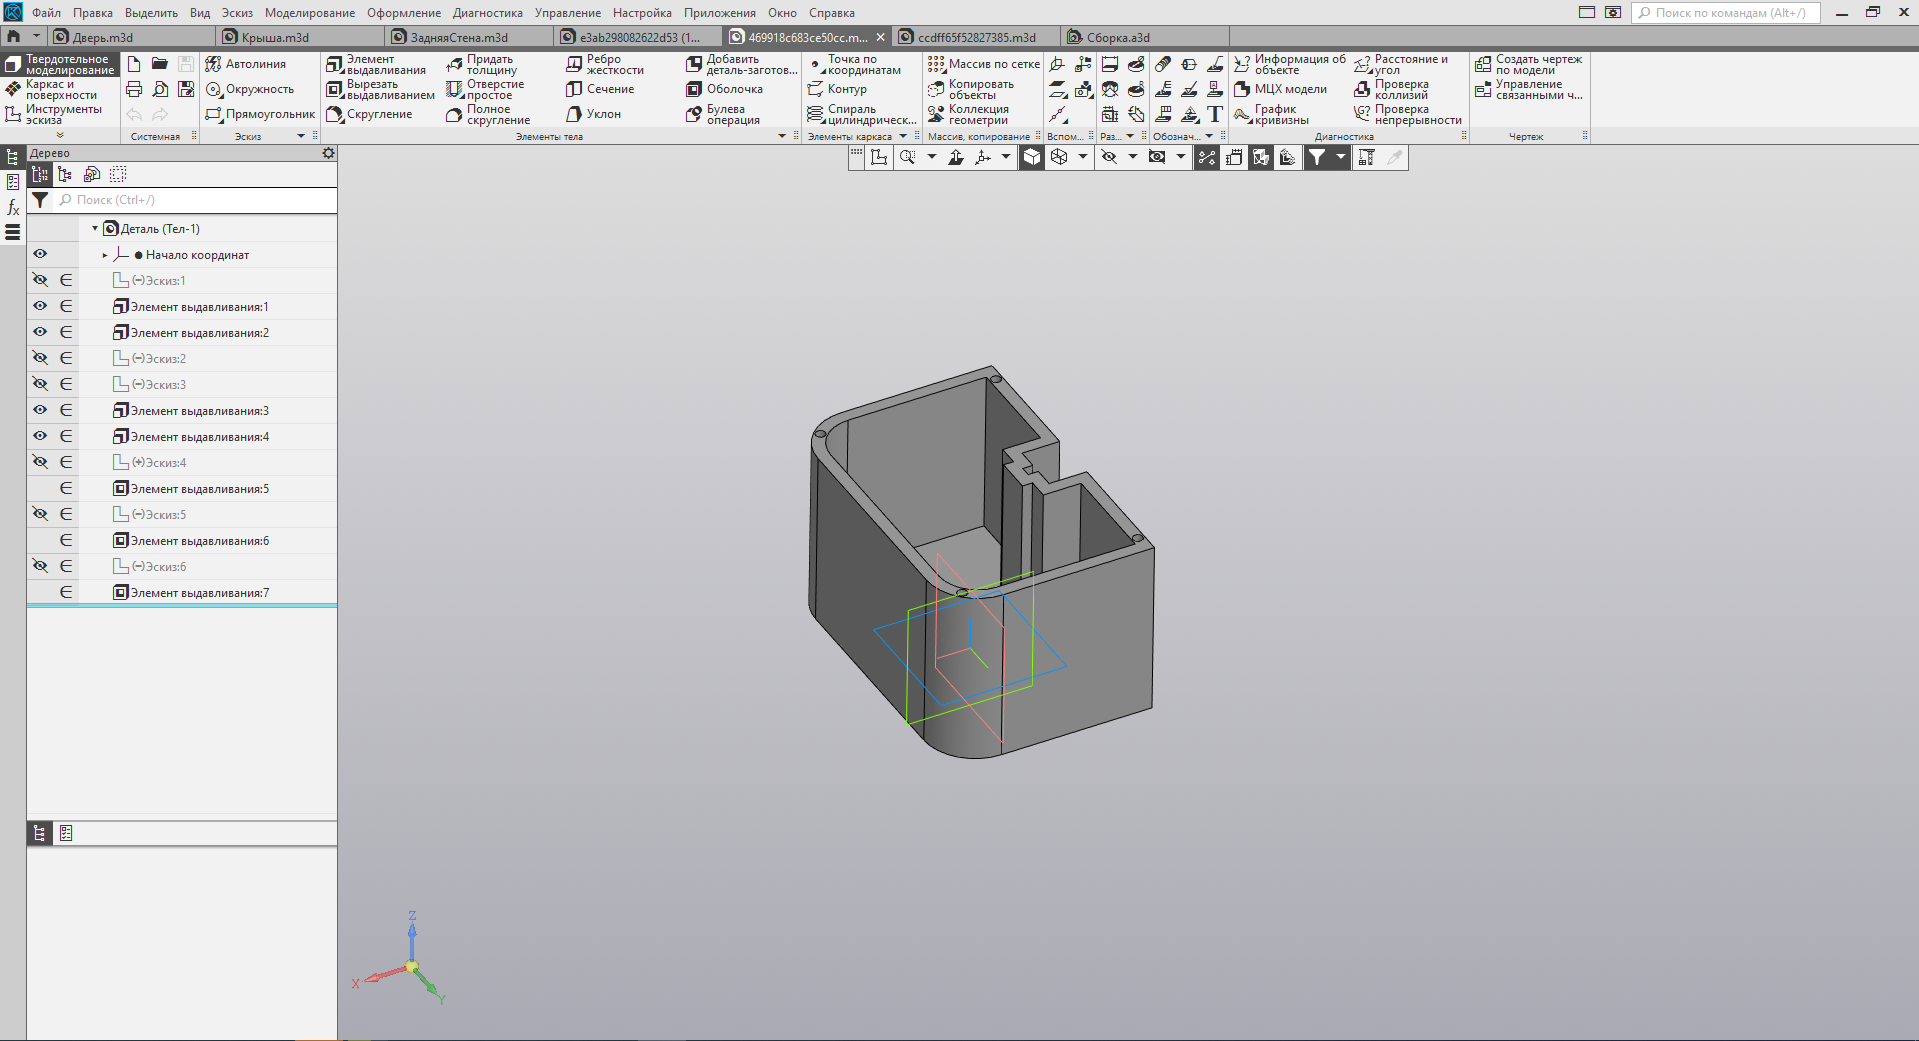 Файл Правка Выделить Вид Эскиз Моделирование Оформление Диагностика Управление Настройка Приложения Окно Справка Поиск по командам (Alt+/)
Дверь.m3d Крыша.m3d ЗадняяСтена.m3d e3ab298082622d53 (1... 469918c683ce50cc.m... ccdff65f52827385.m3d Сборка.a3d
Твердотельное моделирование
Каркас и поверхности
Инструменты эскиза
Системная
Автолиния
Окружность
Прямоугольник
Эскиз
Элемент выдавливания
Вырезать выдавливанием
Скругление
Придать толщину
Отверстие простое
Полное скругление
Ребро жесткости
Сечение
Уклон
Добавить деталь-заготов...
Оболочка
Булева операция
Элементы тела
Точка по координатам
Контур
Спираль цилиндрическ...
Элементы каркаса
Массив по сетке
Копировать объекты
Коллекция геометрии
Массив, копирование
Вспом...
Раз...
Обознач...
Информация об объекте
МЦХ модели
График кривизны
Расстояние и угол
Проверка коллизий
Проверка непрерывности
Диагностика
Создать чертеж по модели
Управление связанными ч...
Чертеж
Дерево
Поиск (Ctrl+/)
Деталь (Тел-1)
Начало координат
(−)Эскиз:1
Элемент выдавливания:1
Элемент выдавливания:2
(−)Эскиз:2
(−)Эскиз:3
Элемент выдавливания:3
Элемент выдавливания:4
(+)Эскиз:4
Элемент выдавливания:5
(−)Эскиз:5
Элемент выдавливания:6
(−)Эскиз:6
Элемент выдавливания:7
Z
X
Y